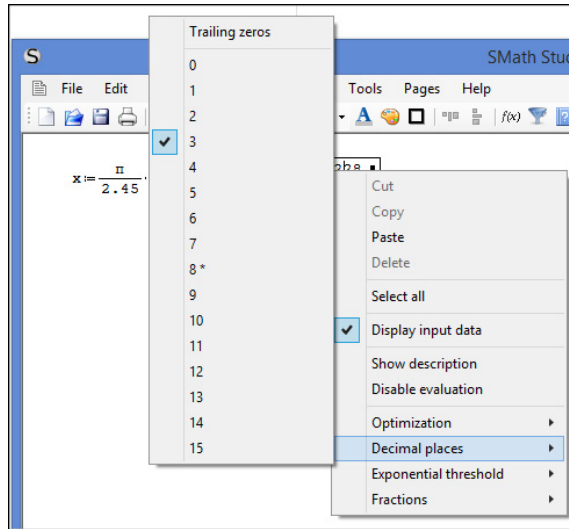 SMath Stud
File Edit Tools Pages Help
f(x)
x:= π
2.45
Trailing zeros
0
1
2
3
4
5
6
7
8 *
9
10
11
12
13
14
15
Cut
Copy
Paste
Delete
Select all
Display input data
Show description
Disable evaluation
Optimization
Decimal places
Exponential threshold
Fractions